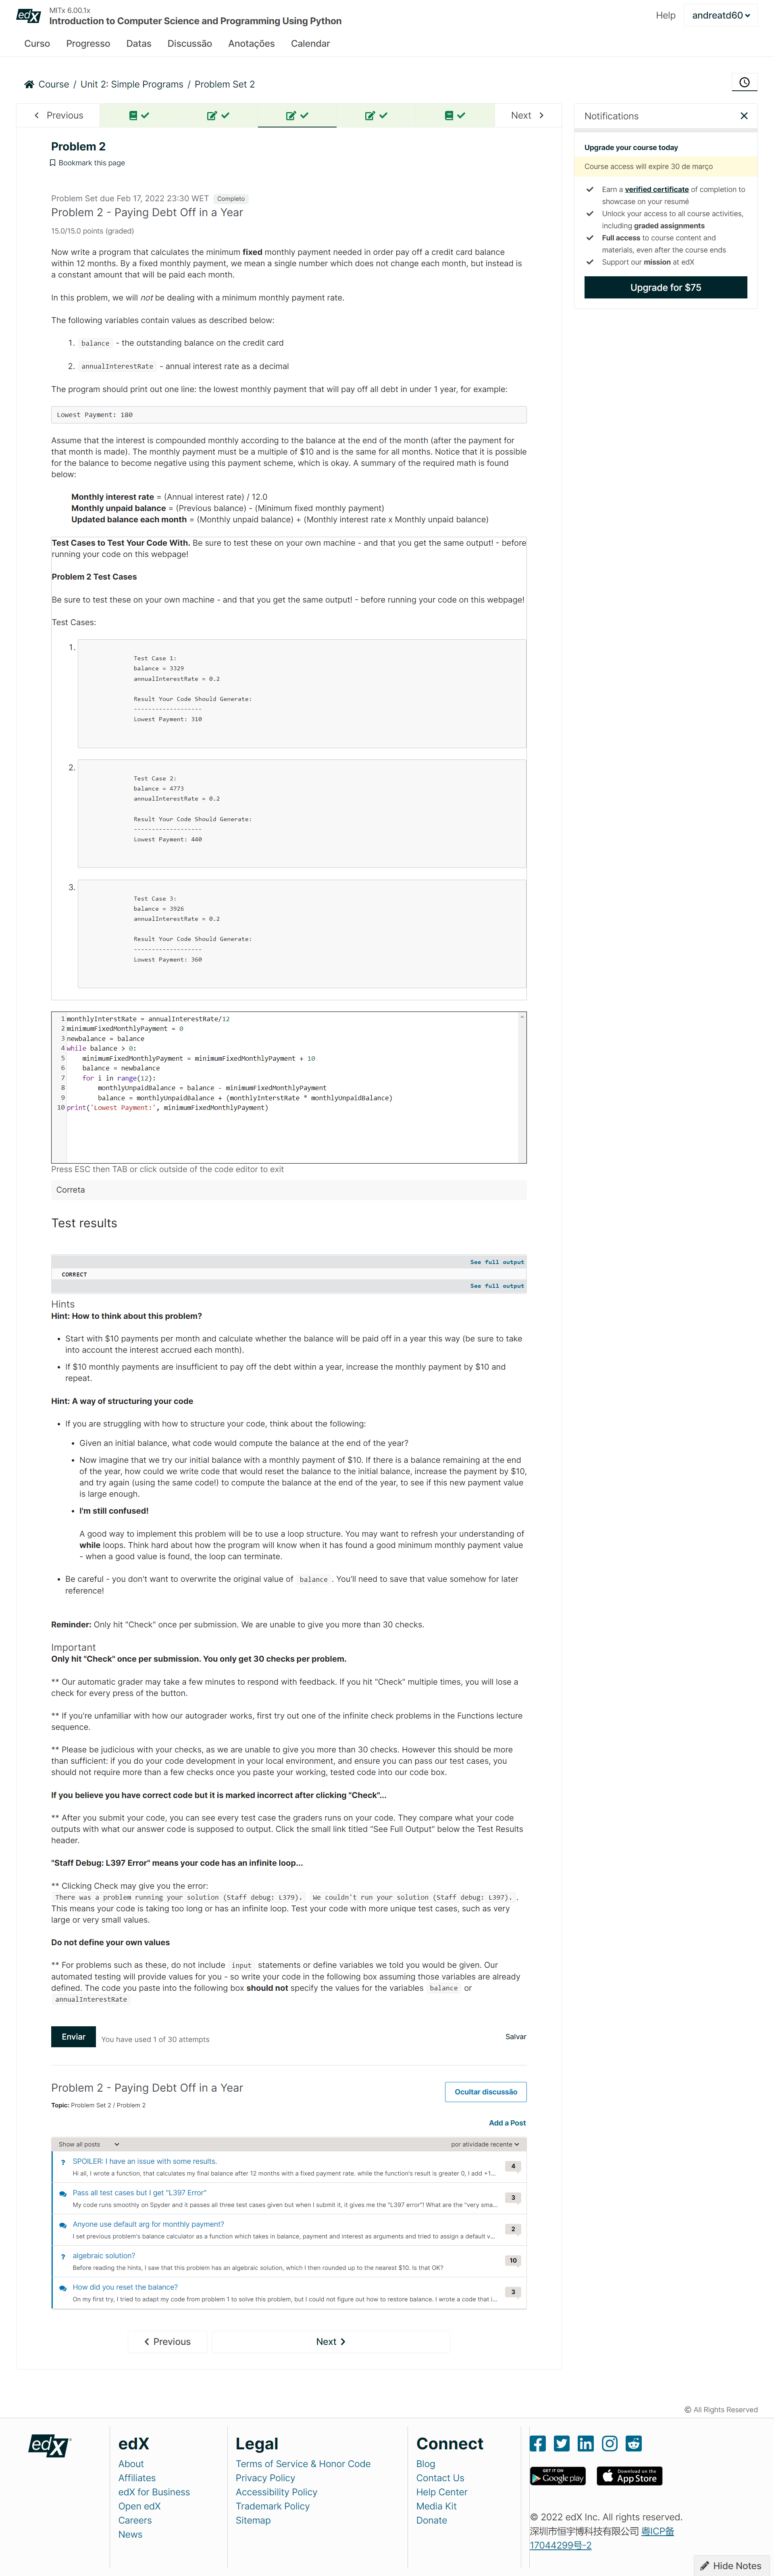 edX
MITx 6.00.1x
Introduction to Computer Science and Programming Using Python
Help
andreatd60
Curso
Progresso
Datas
Discussão
Anotações
Calendar
Course / Unit 2: Simple Programs / Problem Set 2
Previous
Next
Problem 2
Bookmark this page
Problem Set due Feb 17, 2022 23:30 WET Completo
Problem 2 - Paying Debt Off in a Year
15.0/15.0 points (graded)
Now write a program that calculates the minimum fixed monthly payment needed in order pay off a credit card balance
within 12 months. By a fixed monthly payment, we mean a single number which does not change each month, but instead is
a constant amount that will be paid each month.
In this problem, we will not be dealing with a minimum monthly payment rate.
The following variables contain values as described below:
1. balance - the outstanding balance on the credit card
2. annualInterestRate - annual interest rate as a decimal
The program should print out one line: the lowest monthly payment that will pay off all debt in under 1 year, for example:
Lowest Payment: 180
Assume that the interest is compounded monthly according to the balance at the end of the month (after the payment for
that month is made). The monthly payment must be a multiple of $10 and is the same for all months. Notice that it is possible
for the balance to become negative using this payment scheme, which is okay. A summary of the required math is found
below:
Monthly interest rate = (Annual interest rate) / 12.0
Monthly unpaid balance = (Previous balance) - (Minimum fixed monthly payment)
Updated balance each month = (Monthly unpaid balance) + (Monthly interest rate x Monthly unpaid balance)
Test Cases to Test Your Code With. Be sure to test these on your own machine - and that you get the same output! - before
running your code on this webpage!
Problem 2 Test Cases
Be sure to test these on your own machine - and that you get the same output! - before running your code on this webpage!
Test Cases:
1.
Test Case 1:
balance = 3329
annualInterestRate = 0.2
Result Your Code Should Generate:
-------------------
Lowest Payment: 310
2.
Test Case 2:
balance = 4773
annualInterestRate = 0.2
Result Your Code Should Generate:
-------------------
Lowest Payment: 440
3.
Test Case 3:
balance = 3926
annualInterestRate = 0.2
Result Your Code Should Generate:
-------------------
Lowest Payment: 360
1 monthlyInterstRate = annualInterestRate/12
2 minimumFixedMonthlyPayment = 0
3 newbalance = balance
4 while balance > 0:
5     minimumFixedMonthlyPayment = minimumFixedMonthlyPayment + 10
6     balance = newbalance
7     for i in range(12):
8         monthlyUnpaidBalance = balance - minimumFixedMonthlyPayment
9         balance = monthlyUnpaidBalance + (monthlyInterstRate * monthlyUnpaidBalance)
10 print('Lowest Payment:', minimumFixedMonthlyPayment)
Press ESC then TAB or click outside of the code editor to exit
Correta
Test results
See full output
CORRECT
See full output
Hints
Hint: How to think about this problem?
• Start with $10 payments per month and calculate whether the balance will be paid off in a year this way (be sure to take
into account the interest accrued each month).
• If $10 monthly payments are insufficient to pay off the debt within a year, increase the monthly payment by $10 and
repeat.
Hint: A way of structuring your code
• If you are struggling with how to structure your code, think about the following:
• Given an initial balance, what code would compute the balance at the end of the year?
• Now imagine that we try our initial balance with a monthly payment of $10. If there is a balance remaining at the end
of the year, how could we write code that would reset the balance to the initial balance, increase the payment by $10,
and try again (using the same code!) to compute the balance at the end of the year, to see if this new payment value
is large enough.
• I'm still confused!
A good way to implement this problem will be to use a loop structure. You may want to refresh your understanding of
while loops. Think hard about how the program will know when it has found a good minimum monthly payment value
- when a good value is found, the loop can terminate.
• Be careful - you don't want to overwrite the original value of balance . You'll need to save that value somehow for later
reference!
Reminder: Only hit "Check" once per submission. We are unable to give you more than 30 checks.
Important
Only hit "Check" once per submission. You only get 30 checks per problem.
** Our automatic grader may take a few minutes to respond with feedback. If you hit "Check" multiple times, you will lose a
check for every press of the button.
** If you're unfamiliar with how our autograder works, first try out one of the infinite check problems in the Functions lecture
sequence.
** Please be judicious with your checks, as we are unable to give you more than 30 checks. However this should be more
than sufficient: if you do your code development in your local environment, and ensure you can pass our test cases, you
should not require more than a few checks once you paste your working, tested code into our code box.
If you believe you have correct code but it is marked incorrect after clicking "Check"...
** After you submit your code, you can see every test case the graders runs on your code. They compare what your code
outputs with what our answer code is supposed to output. Click the small link titled "See Full Output" below the Test Results
header.
"Staff Debug: L397 Error" means your code has an infinite loop...
** Clicking Check may give you the error:
There was a problem running your solution (Staff debug: L379). We couldn't run your solution (Staff debug: L397). .
This means your code is taking too long or has an infinite loop. Test your code with more unique test cases, such as very
large or very small values.
Do not define your own values
** For problems such as these, do not include input statements or define variables we told you would be given. Our
automated testing will provide values for you - so write your code in the following box assuming those variables are already
defined. The code you paste into the following box should not specify the values for the variables balance or
annualInterestRate
Enviar
You have used 1 of 30 attempts
Salvar
Problem 2 - Paying Debt Off in a Year
Ocultar discussão
Topic: Problem Set 2 / Problem 2
Add a Post
Show all posts
por atividade recente
? SPOILER: I have an issue with some results.
4
Hi all, I wrote a function, that calculates my final balance after 12 months with a fixed payment rate. while the function's result is greater 0, I add +1...
Pass all test cases but I get "L397 Error"
3
My code runs smoothly on Spyder and it passes all three test cases given but when I submit it, it gives me the "L397 error"! What are the "very sma...
Anyone use default arg for monthly payment?
2
I set previous problem's balance calculator as a function which takes in balance, payment and interest as arguments and tried to assign a default v...
? algebraic solution?
10
Before reading the hints, I saw that this problem has an algebraic solution, which I then rounded up to the nearest $10. Is that OK?
How did you reset the balance?
3
On my first try, I tried to adapt my code from problem 1 to solve this problem, but I could not figure out how to restore balance. I wrote a code that i...
Previous
Next
Notifications
Upgrade your course today
Course access will expire 30 de março
Earn a verified certificate of completion to
showcase on your resumé
Unlock your access to all course activities,
including graded assignments
Full access to course content and
materials, even after the course ends
Support our mission at edX
Upgrade for $75
© All Rights Reserved
edX
edX
About
Affiliates
edX for Business
Open edX
Careers
News
Legal
Terms of Service & Honor Code
Privacy Policy
Accessibility Policy
Trademark Policy
Sitemap
Connect
Blog
Contact Us
Help Center
Media Kit
Donate
GET IT ON
Google play
Download on the
App Store
© 2022 edX Inc. All rights reserved.
深圳市恒宇博科技有限公司 粤ICP备
17044299号-2
Hide Notes